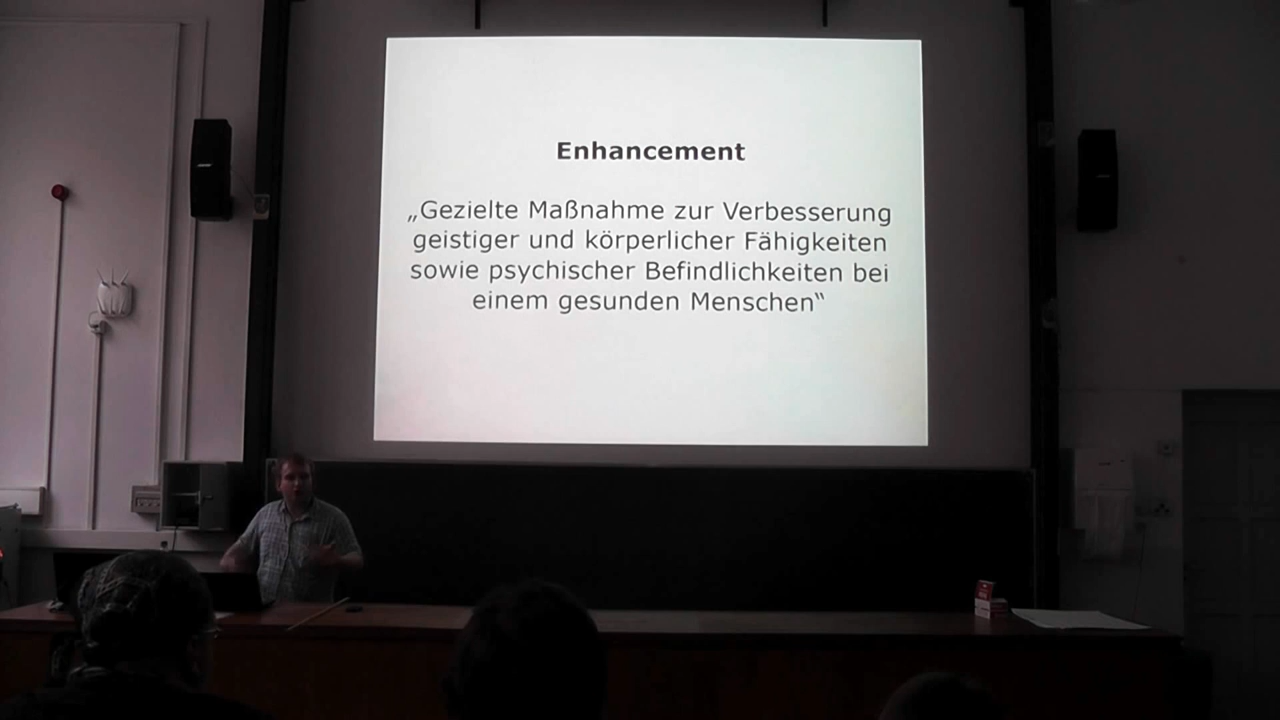 Enhancement
„Gezielte Maßnahme zur Verbesserung
geistiger und körperlicher Fähigkeiten
sowie psychischer Befindlichkeiten bei
einem gesunden Menschen“